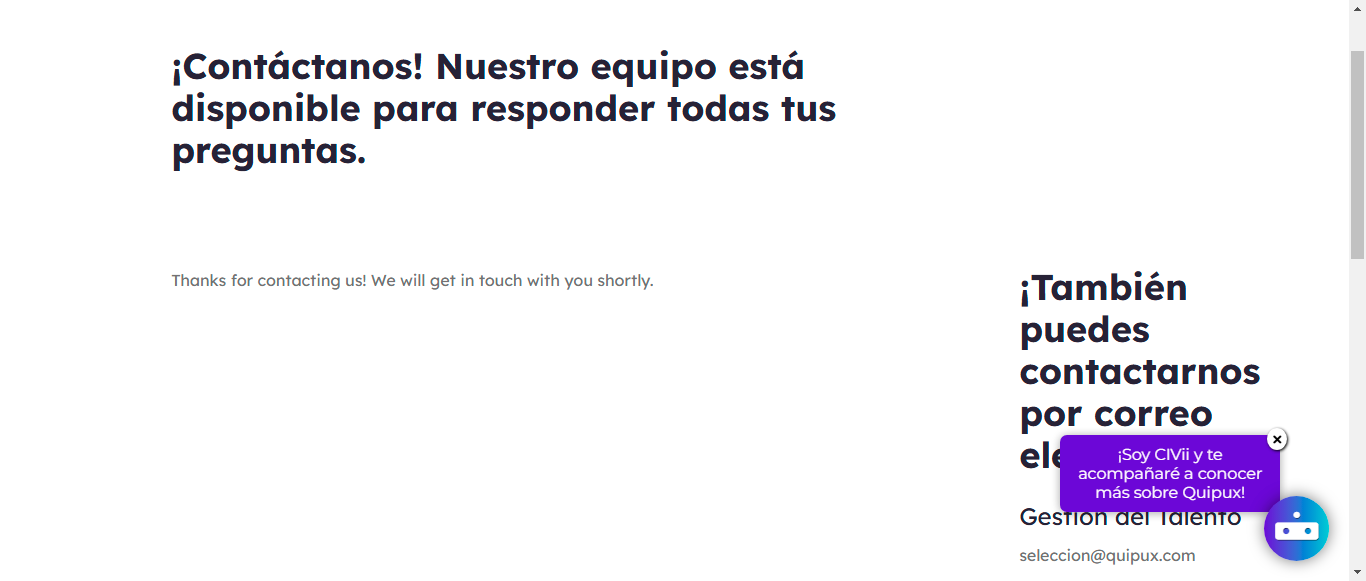 ¡Contáctanos! Nuestro equipo está
disponible para responder todas tus
preguntas.
Thanks for contacting us! We will get in touch with you shortly.
¡También
puedes
contactarnos
por correo
¡Soy CIVii y te
acompañaré a conocer
más sobre Quipux!
Gestión del Talento
seleccion@quipux.com